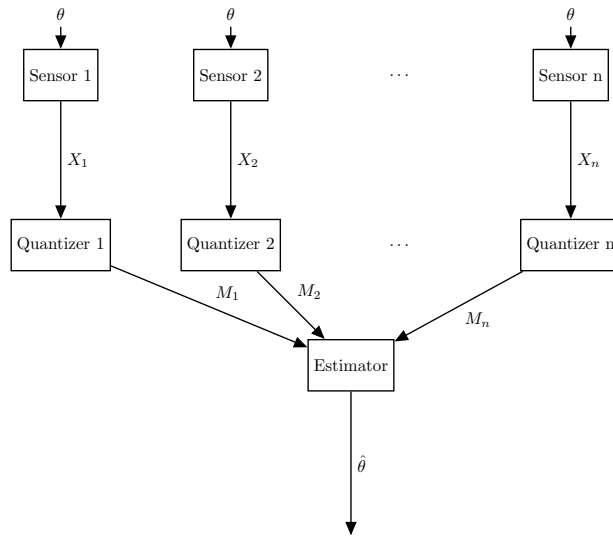 θ θ θ
Sensor 1 Sensor 2 ... Sensor n
X₁ X₂ Xₙ
Quantizer 1 Quantizer 2 ... Quantizer n
M₁ M₂ Mₙ
Estimator
θ̂